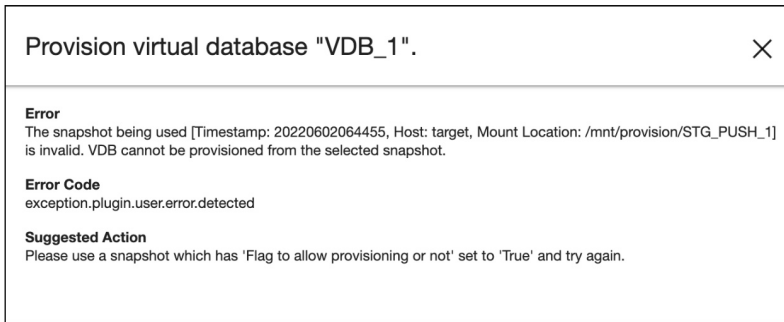 Provision virtual database "VDB_1".
Error
The snapshot being used [Timestamp: 20220602064455, Host: target, Mount Location: /mnt/provision/STG_PUSH_1]
is invalid. VDB cannot be provisioned from the selected snapshot.
Error Code
exception.plugin.user.error.detected
Suggested Action
Please use a snapshot which has 'Flag to allow provisioning or not' set to 'True' and try again.